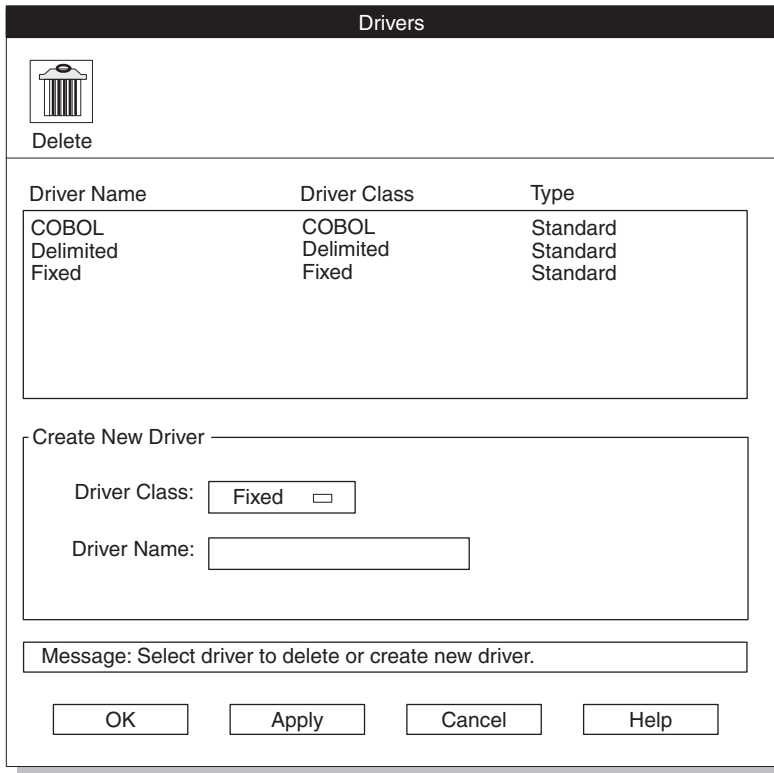 Drivers
Delete
Driver Name Driver Class Type
COBOL COBOL Standard
Delimited Delimited Standard
Fixed Fixed Standard
Create New Driver
Driver Class: Fixed
Driver Name:
Message: Select driver to delete or create new driver.
OK Apply Cancel Help